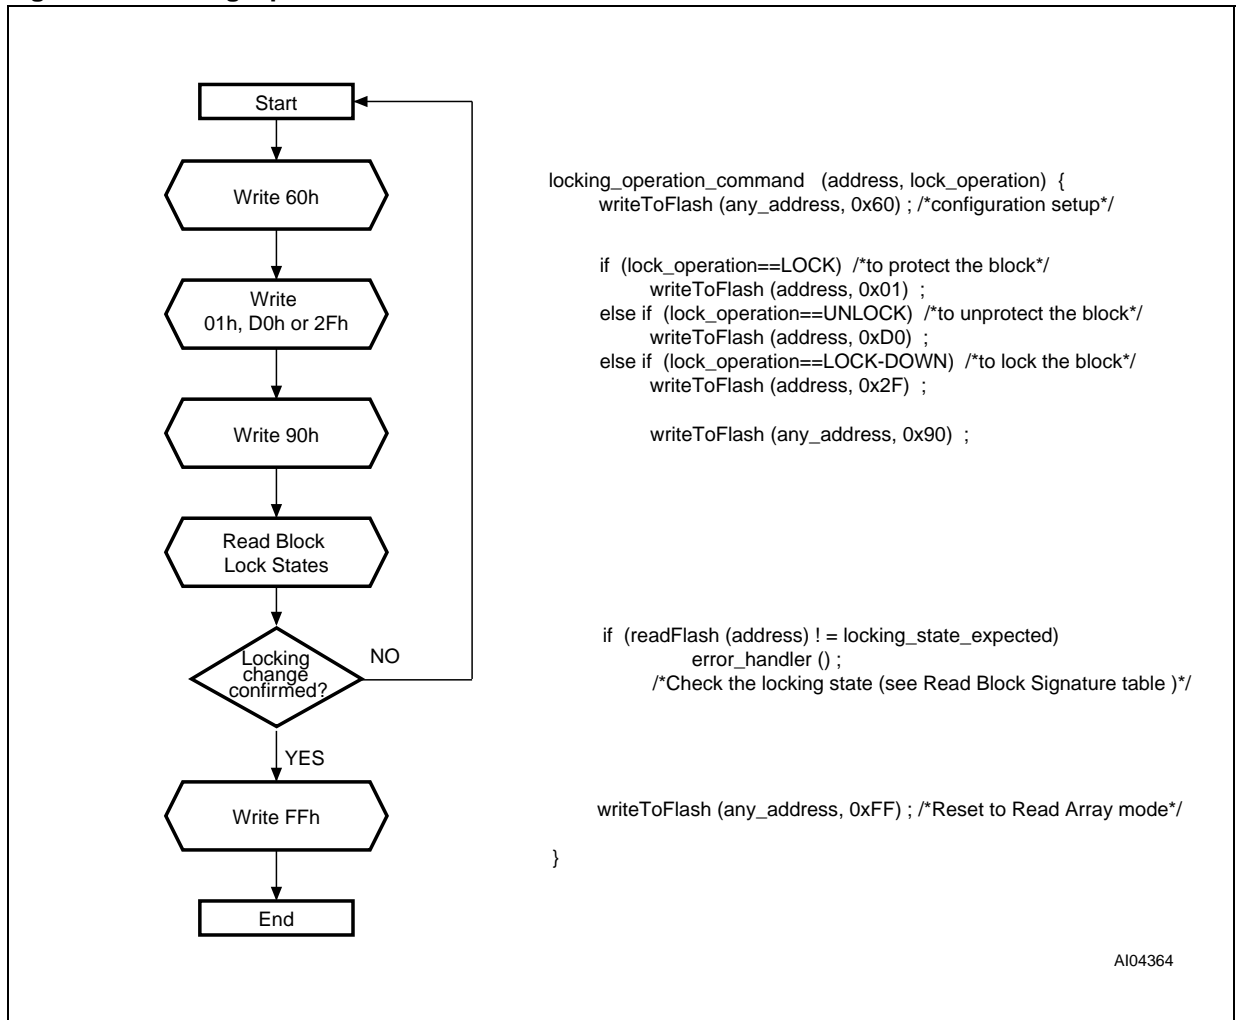 Start
Write 60h
Write
01h, D0h or 2Fh
Write 90h
Read Block
Lock States
Locking
change
confirmed?
NO
YES
Write FFh
End
locking_operation_command (address, lock_operation) {
writeToFlash (any_address, 0x60) ; /*configuration setup*/
if (lock_operation==LOCK) /*to protect the block*/
writeToFlash (address, 0x01) ;
else if (lock_operation==UNLOCK) /*to unprotect the block*/
writeToFlash (address, 0xD0) ;
else if (lock_operation==LOCK-DOWN) /*to lock the block*/
writeToFlash (address, 0x2F) ;
writeToFlash (any_address, 0x90) ;
if (readFlash (address) ! = locking_state_expected)
error_handler () ;
/*Check the locking state (see Read Block Signature table )*/
writeToFlash (any_address, 0xFF) ; /*Reset to Read Array mode*/
}
AI04364